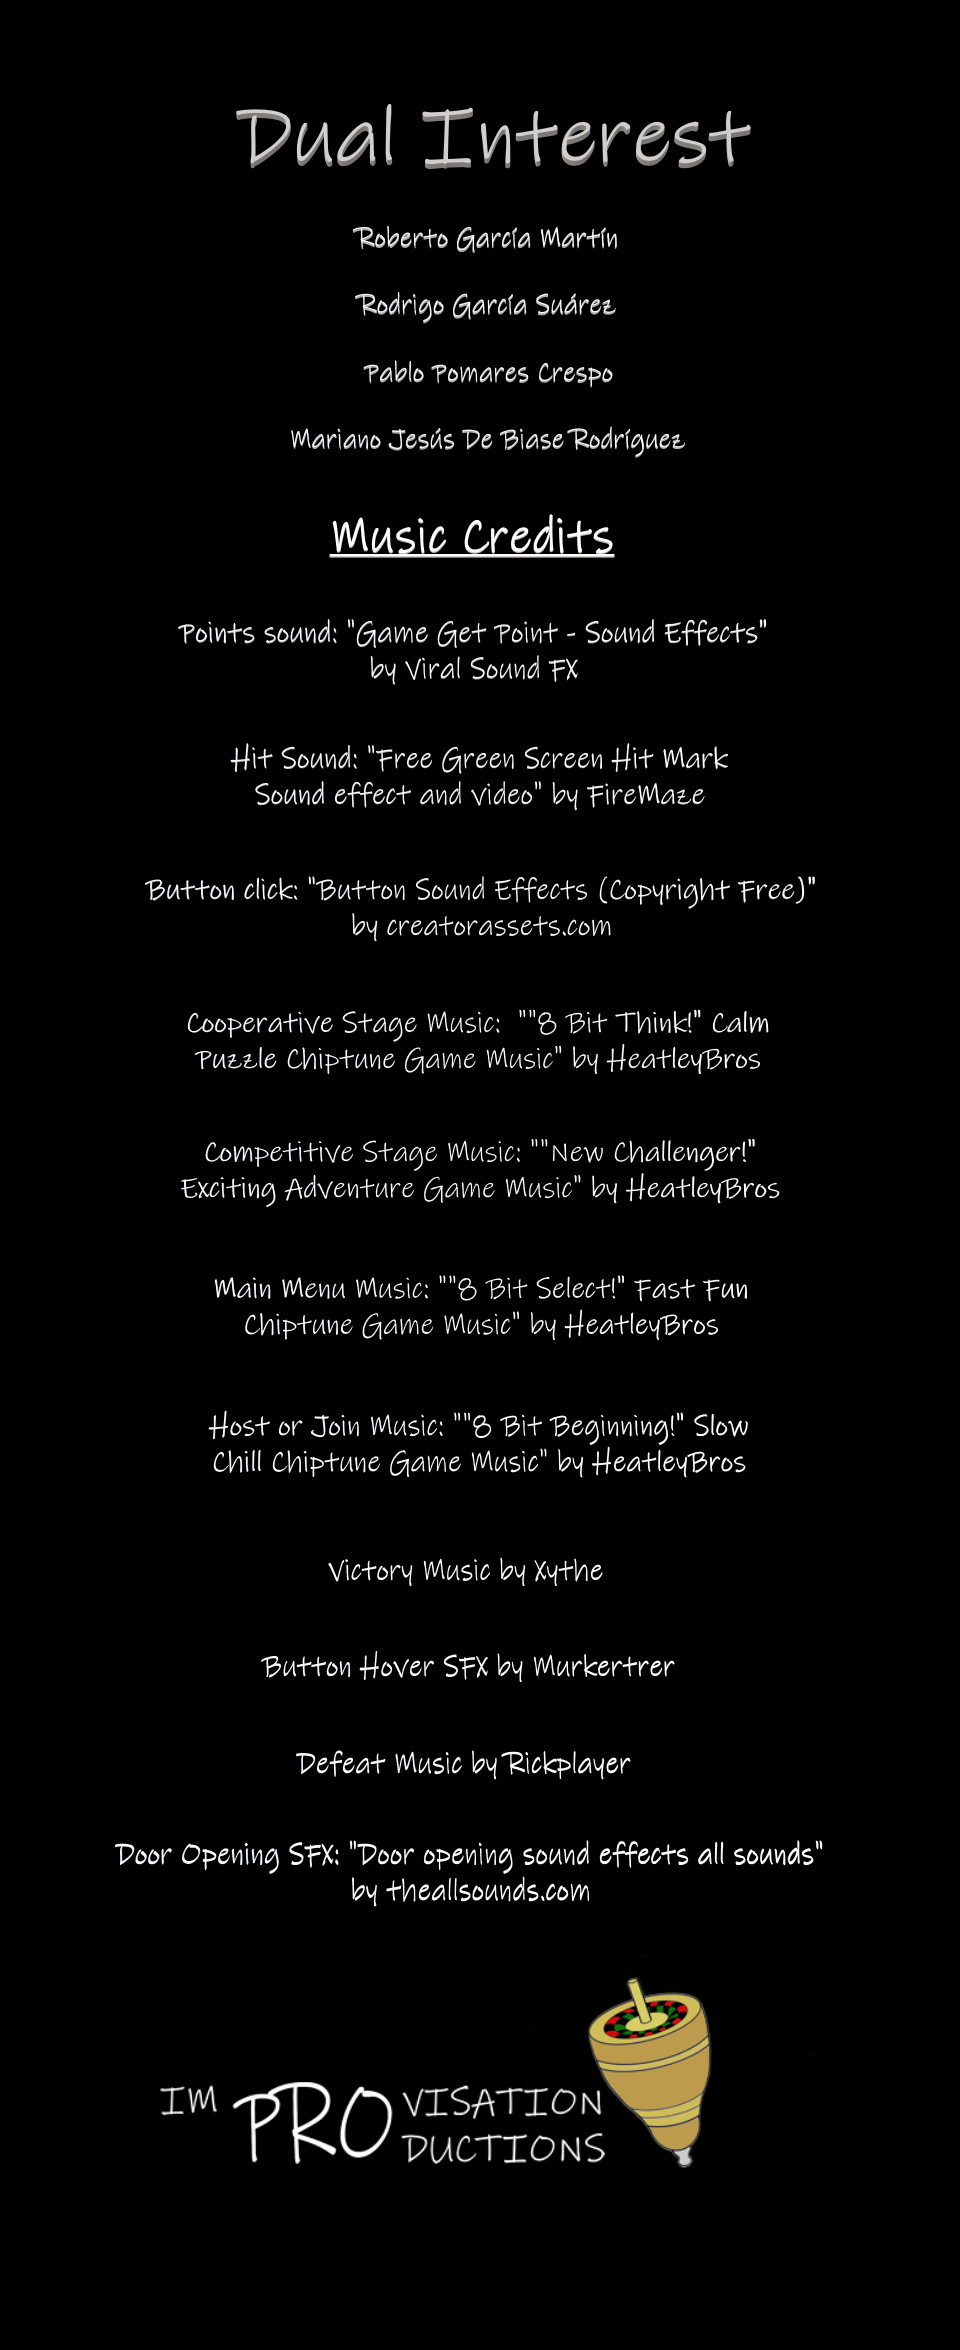 Dual Interest
Roberto García Martín
Rodrigo García Suárez
Pablo Pomares Crespo
Mariano Jesús De Biase Rodríguez
Music Credits
Points sound: "Game Get Point - Sound Effects"
by Viral Sound FX
Hit Sound: "Free Green Screen Hit Mark
Sound effect and video" by FireMaze
Button click: "Button Sound Effects (Copyright Free)"
by creatorassets.com
Cooperative Stage Music:  ""8 Bit Think!" Calm
Puzzle Chiptune Game Music" by HeatleyBros
Competitive Stage Music: ""New Challenger!"
Exciting Adventure Game Music" by HeatleyBros
Main Menu Music: ""8 Bit Select!" Fast Fun
Chiptune Game Music" by HeatleyBros
Host or Join Music: ""8 Bit Beginning!" Slow
Chill Chiptune Game Music" by HeatleyBros
Victory Music by Xythe
Button Hover SFX by Murkertrer
Defeat Music by Rickplayer
Door Opening SFX: "Door opening sound effects all sounds"
by theallsounds.com
IM PRO VISATION
DUCTIONS